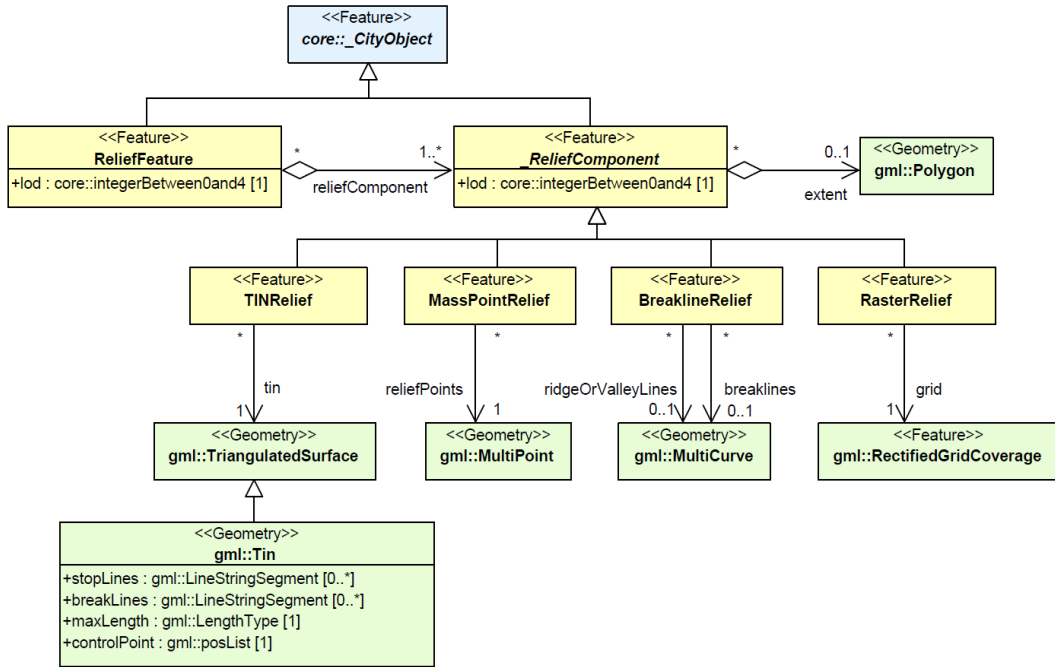 <<Feature>>
core::_CityObject
<<Feature>>
ReliefFeature
+lod : core::integerBetween0and4 [1]
*
1..*
reliefComponent
<<Feature>>
_ReliefComponent
+lod : core::integerBetween0and4 [1]
*
0..1
extent
<<Geometry>>
gml::Polygon
<<Feature>>
TINRelief
<<Feature>>
MassPointRelief
<<Feature>>
BreaklineRelief
<<Feature>>
RasterRelief
*
tin
1
*
reliefPoints
1
*
ridgeOrValleyLines
0..1
*
breaklines
0..1
*
grid
1
<<Geometry>>
gml::TriangulatedSurface
<<Geometry>>
gml::MultiPoint
<<Geometry>>
gml::MultiCurve
<<Feature>>
gml::RectifiedGridCoverage
<<Geometry>>
gml::Tin
+stopLines : gml::LineStringSegment [0..*]
+breakLines : gml::LineStringSegment [0..*]
+maxLength : gml::LengthType [1]
+controlPoint : gml::posList [1]